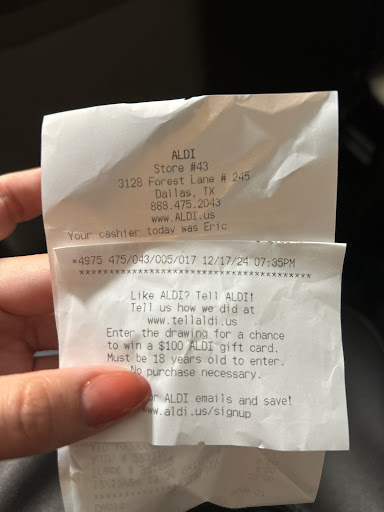 ALDI
Store #43
3128 Forest Lane # 245
Dallas, TX
868.475.2043
www.ALDI.us
Your cashier today was Eric
*4975 475/043/005/017 12/17/24 07:35PM
****************************************
Like ALDI? Tell ALDI!
Tell us how we did at
www.tellaldi.us
Enter the drawing for a chance
to win a $100 ALDI gift card.
Must be 18 years old to enter.
No purchase necessary.
ALDI emails and save!
www.aldi.us/signup